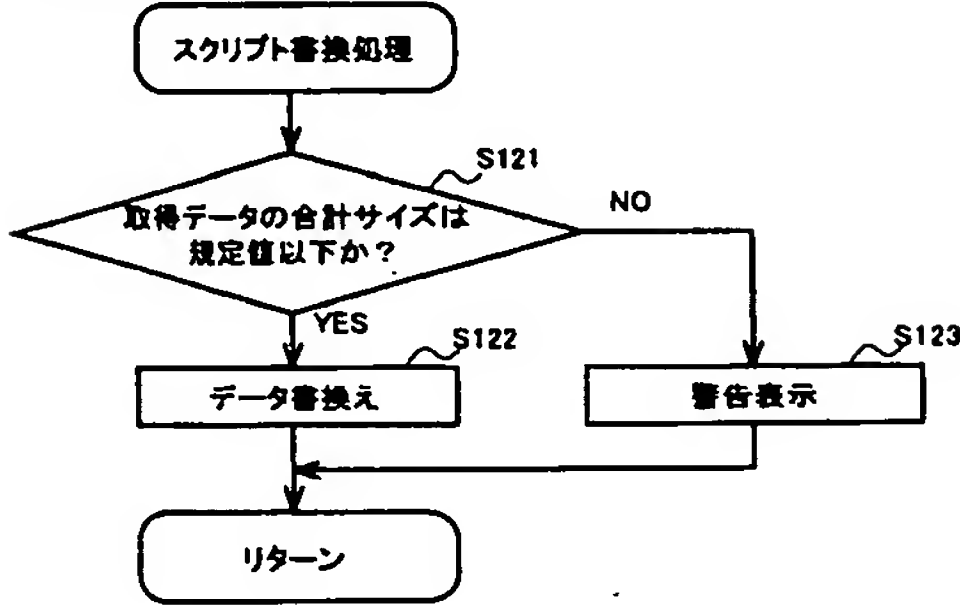 スクリプト書換処理
S121
取得データの合計サイズは
規定値以下か?
NO
YES
S122
データ書換え
S123
警告表示
リターン